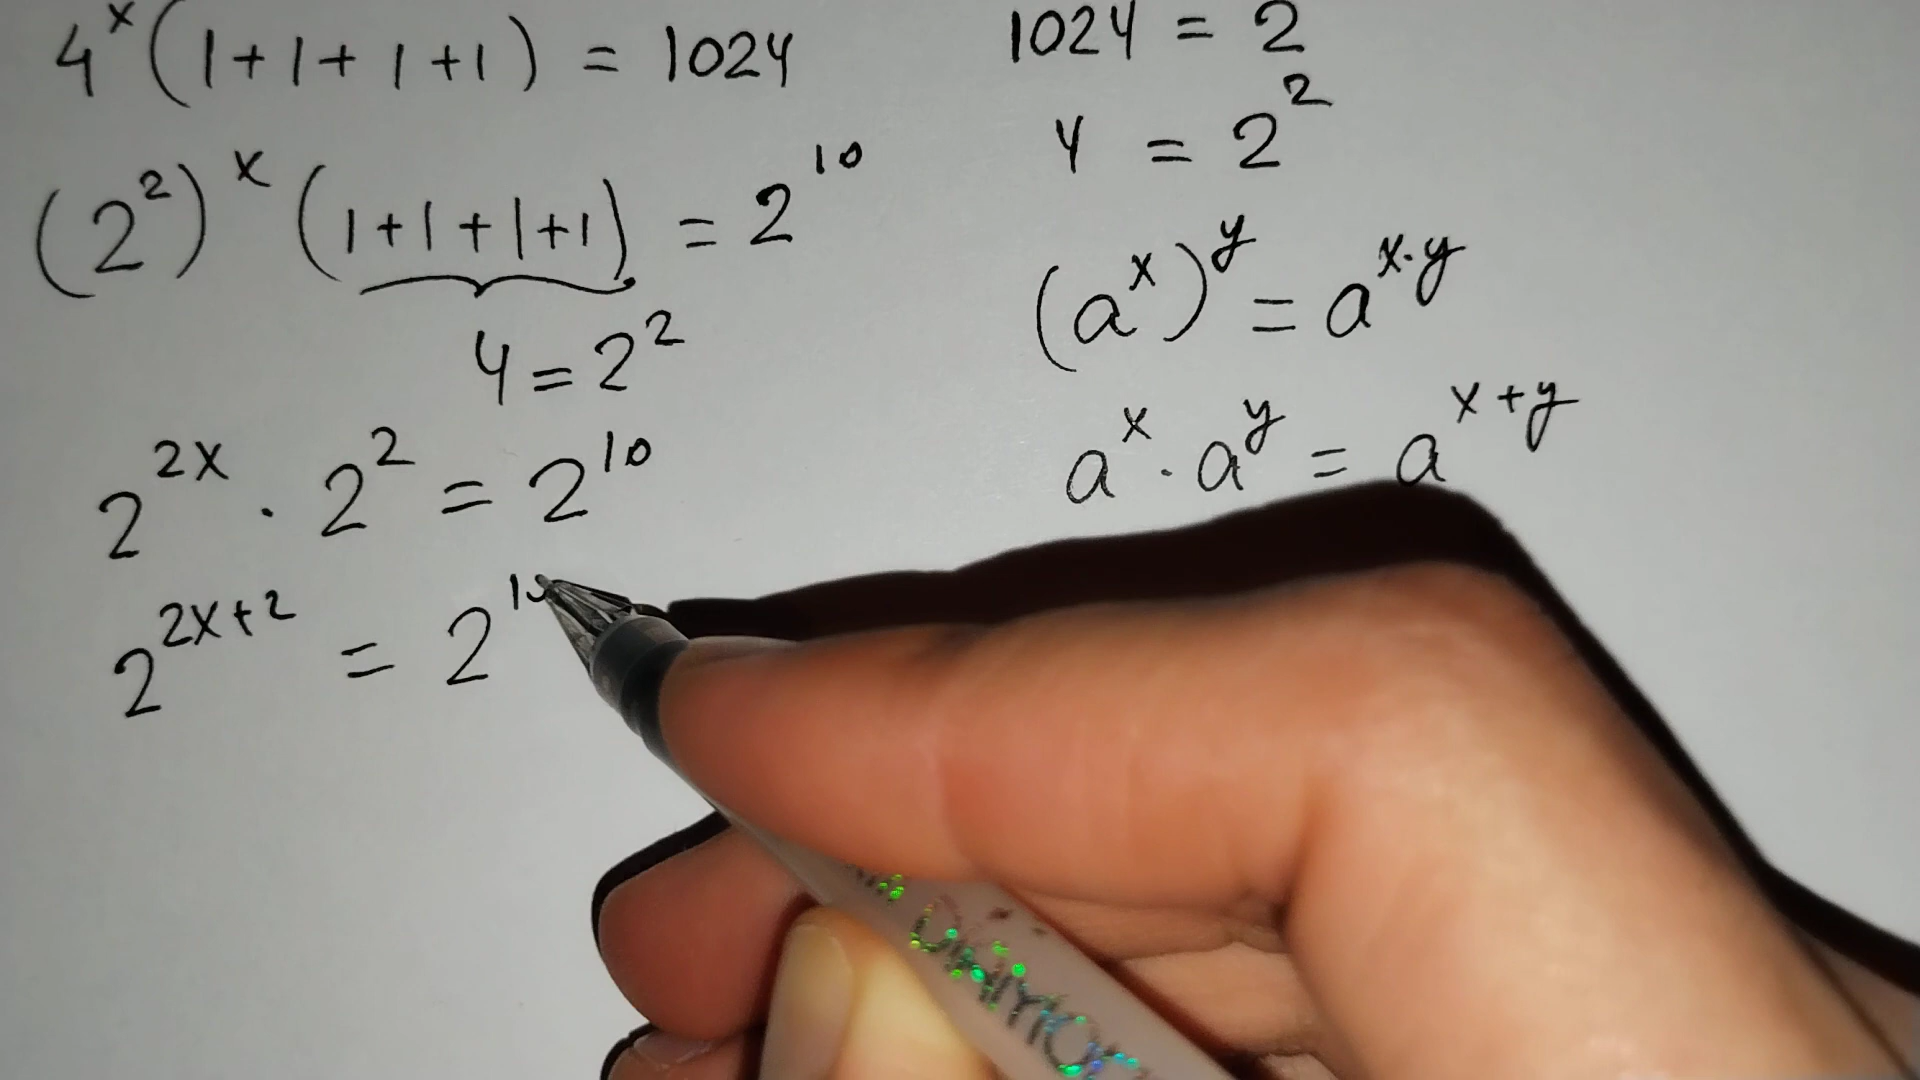 4^x (1+1+1+1) = 1024
(2^2)^x (1+1+1+1) = 2^10
4 = 2^2
2^2x · 2^2 = 2^10
2^2x+2 = 2^10
1024 = 2
4 = 2^2
(a^x)^y = a^x·y
a^x · a^y = a^x+y